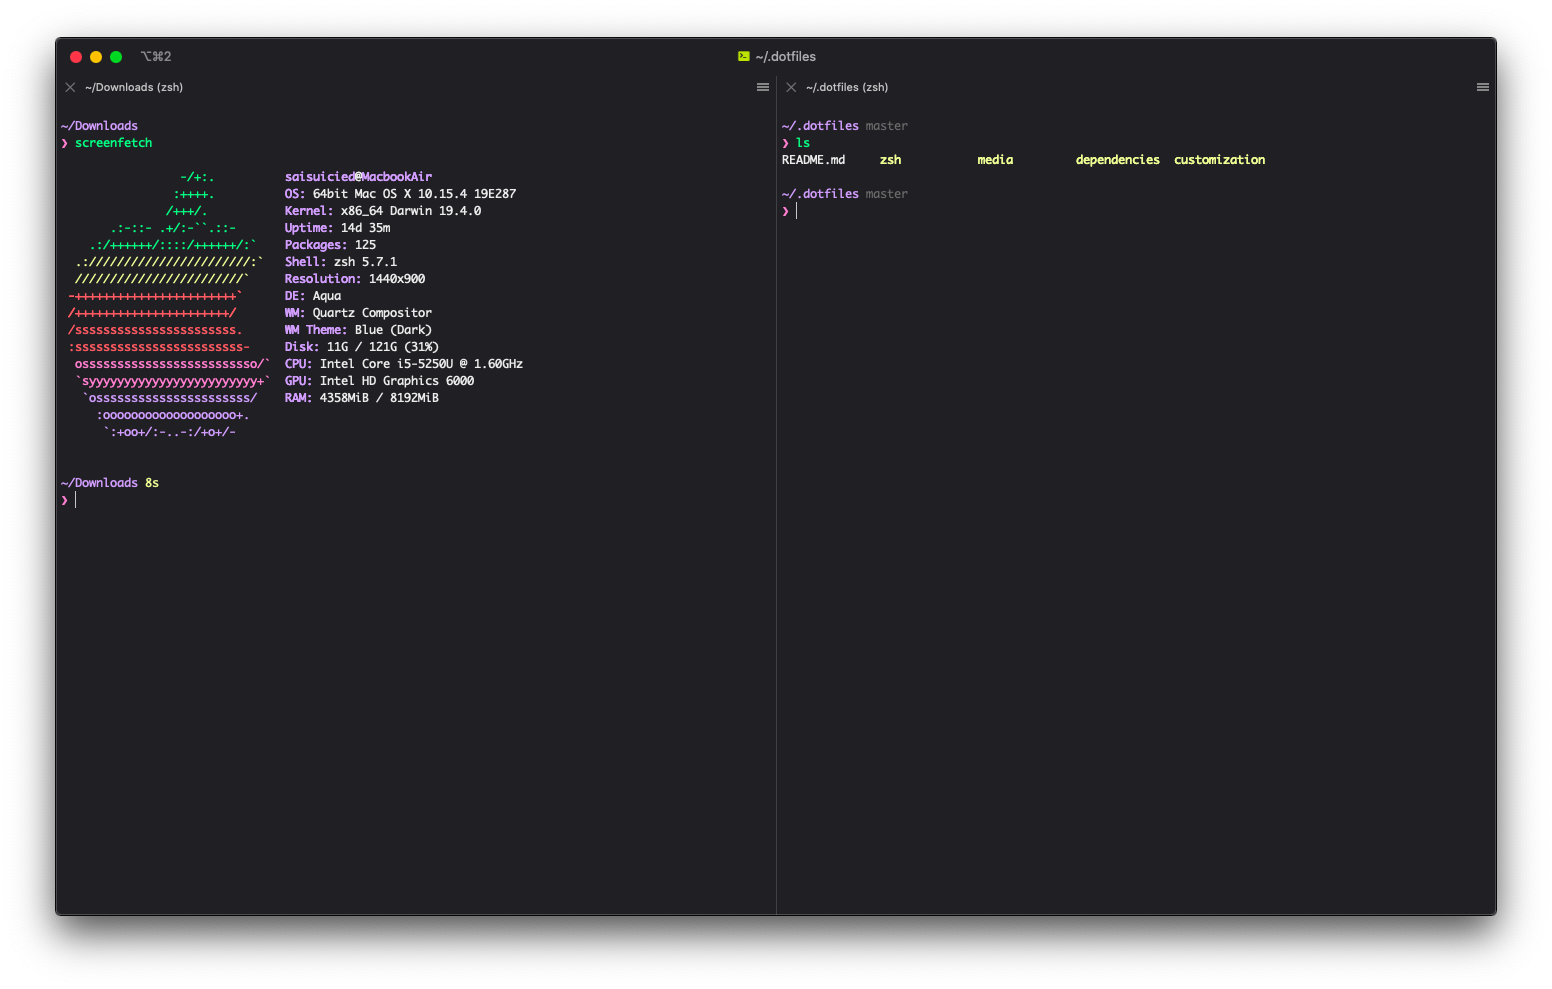 ⌥⌘2
~/.dotfiles
~/Downloads (zsh)
~/Downloads
❯ screenfetch
                 -/+:.          saisuicied@MacbookAir
                :++++.          OS: 64bit Mac OS X 10.15.4 19E287
               /+++/.           Kernel: x86_64 Darwin 19.4.0
       .:-::- .+/:-``.::-       Uptime: 14d 35m
    .:/++++++/::::/++++++/:`    Packages: 125
  .:///////////////////////:`   Shell: zsh 5.7.1
  ////////////////////////`     Resolution: 1440x900
 -+++++++++++++++++++++++`      DE: Aqua
 /++++++++++++++++++++++/       WM: Quartz Compositor
 /sssssssssssssssssssssss.      WM Theme: Blue (Dark)
 :ssssssssssssssssssssssss-     Disk: 11G / 121G (31%)
  osssssssssssssssssssssssso/`  CPU: Intel Core i5-5250U @ 1.60GHz
  `syyyyyyyyyyyyyyyyyyyyyyyy+`  GPU: Intel HD Graphics 6000
   `ossssssssssssssssssssss/    RAM: 4358MiB / 8192MiB
     :ooooooooooooooooooo+.
      `:+oo+/:-..-:/+o+/-
~/Downloads 8s
❯
~/.dotfiles (zsh)
~/.dotfiles master
❯ ls
README.md     zsh           media         dependencies  customization
~/.dotfiles master
❯